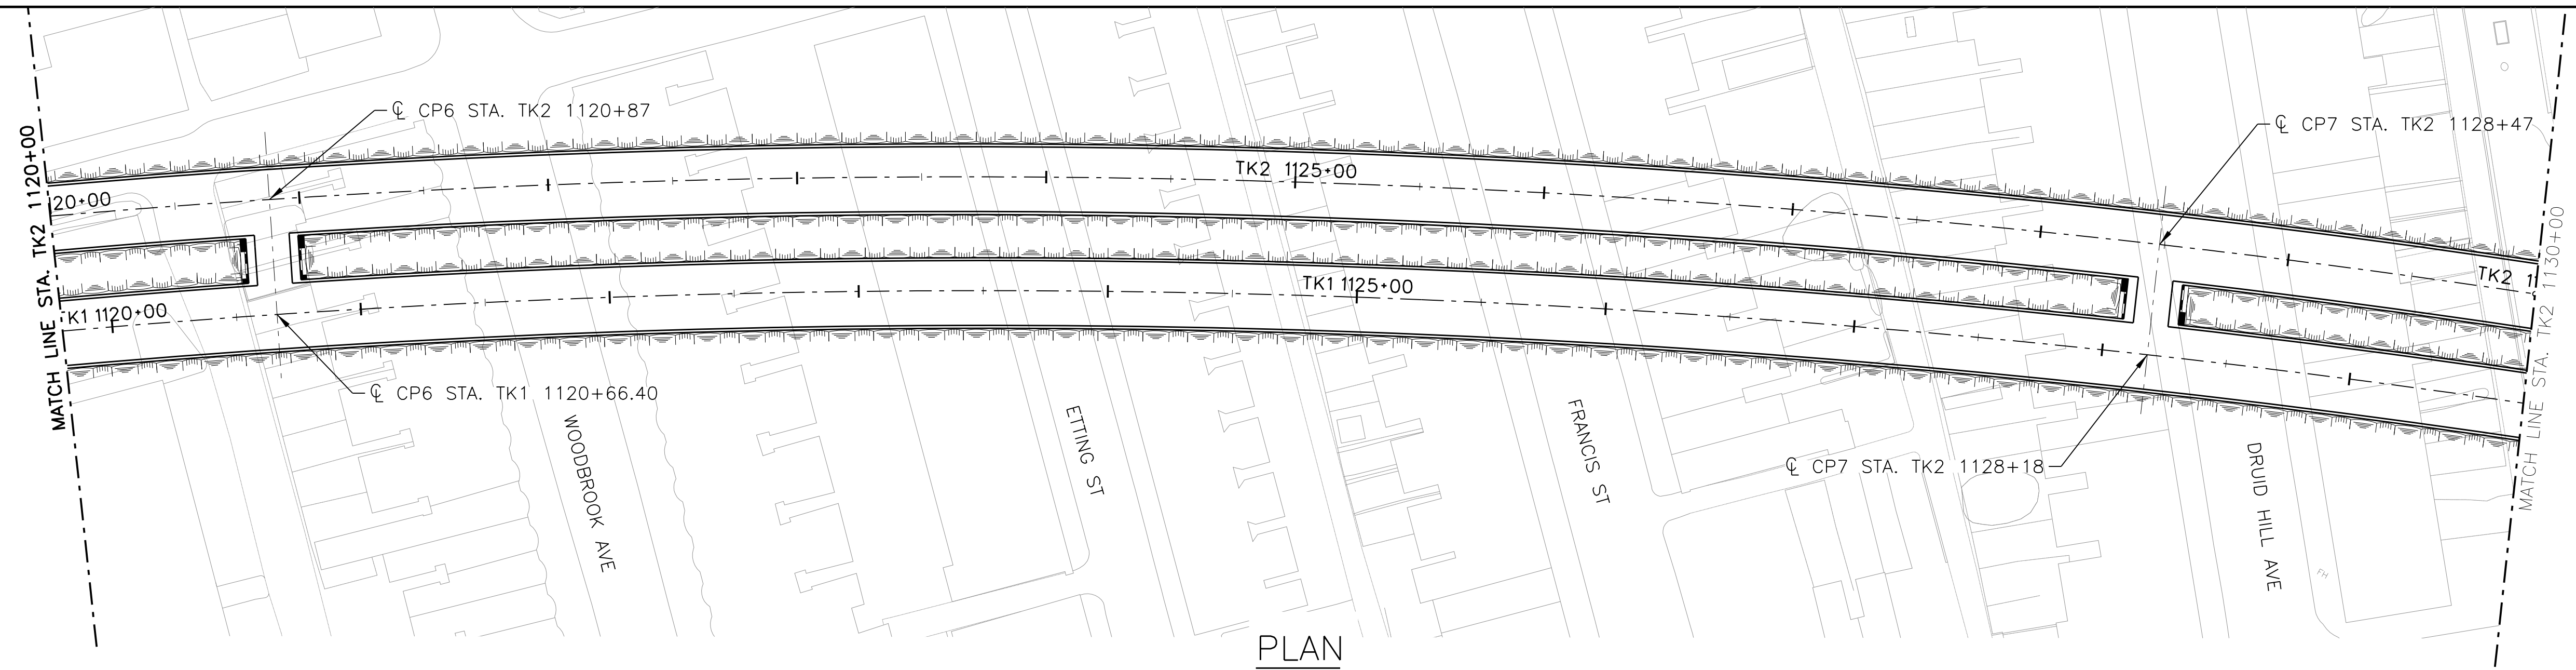 MATCH LINE STA. TK2 1120+00
℄ CP6 STA. TK2 1120+87
℄ CP7 STA. TK2 1128+47
20+00
TK2 1125+00
TK2 11
K1 1120+00
TK1 1125+00
MATCH LINE STA. TK2 1130+00
℄ CP6 STA. TK1 1120+66.40
℄ CP7 STA. TK2 1128+18
WOODBROOK AVE
ETTING ST
FRANCIS ST
DRUID HILL AVE
FH
PLAN